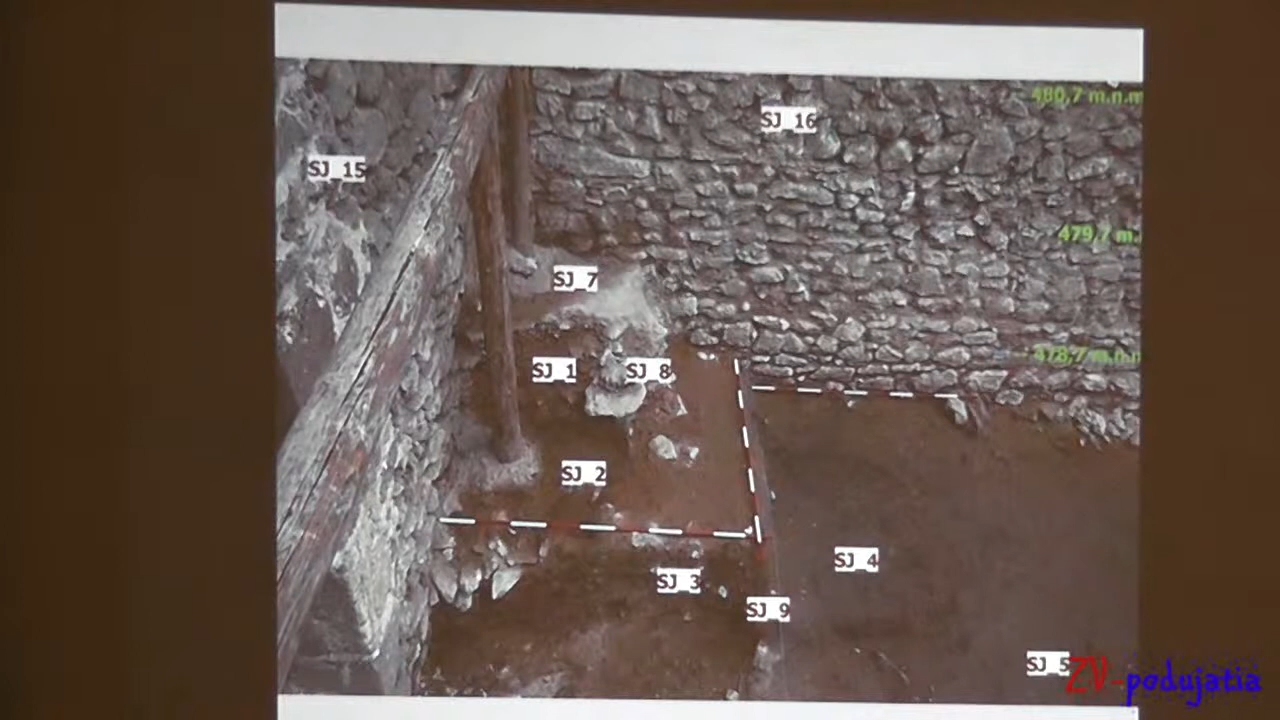 480,7 m.n.m
SJ_16
SJ_15
479,7 m.
SJ_7
478,7 m.n.m
SJ_1
SJ_8
SJ_2
SJ_4
SJ_3
SJ_9
SJ_5
ZV-podujatia